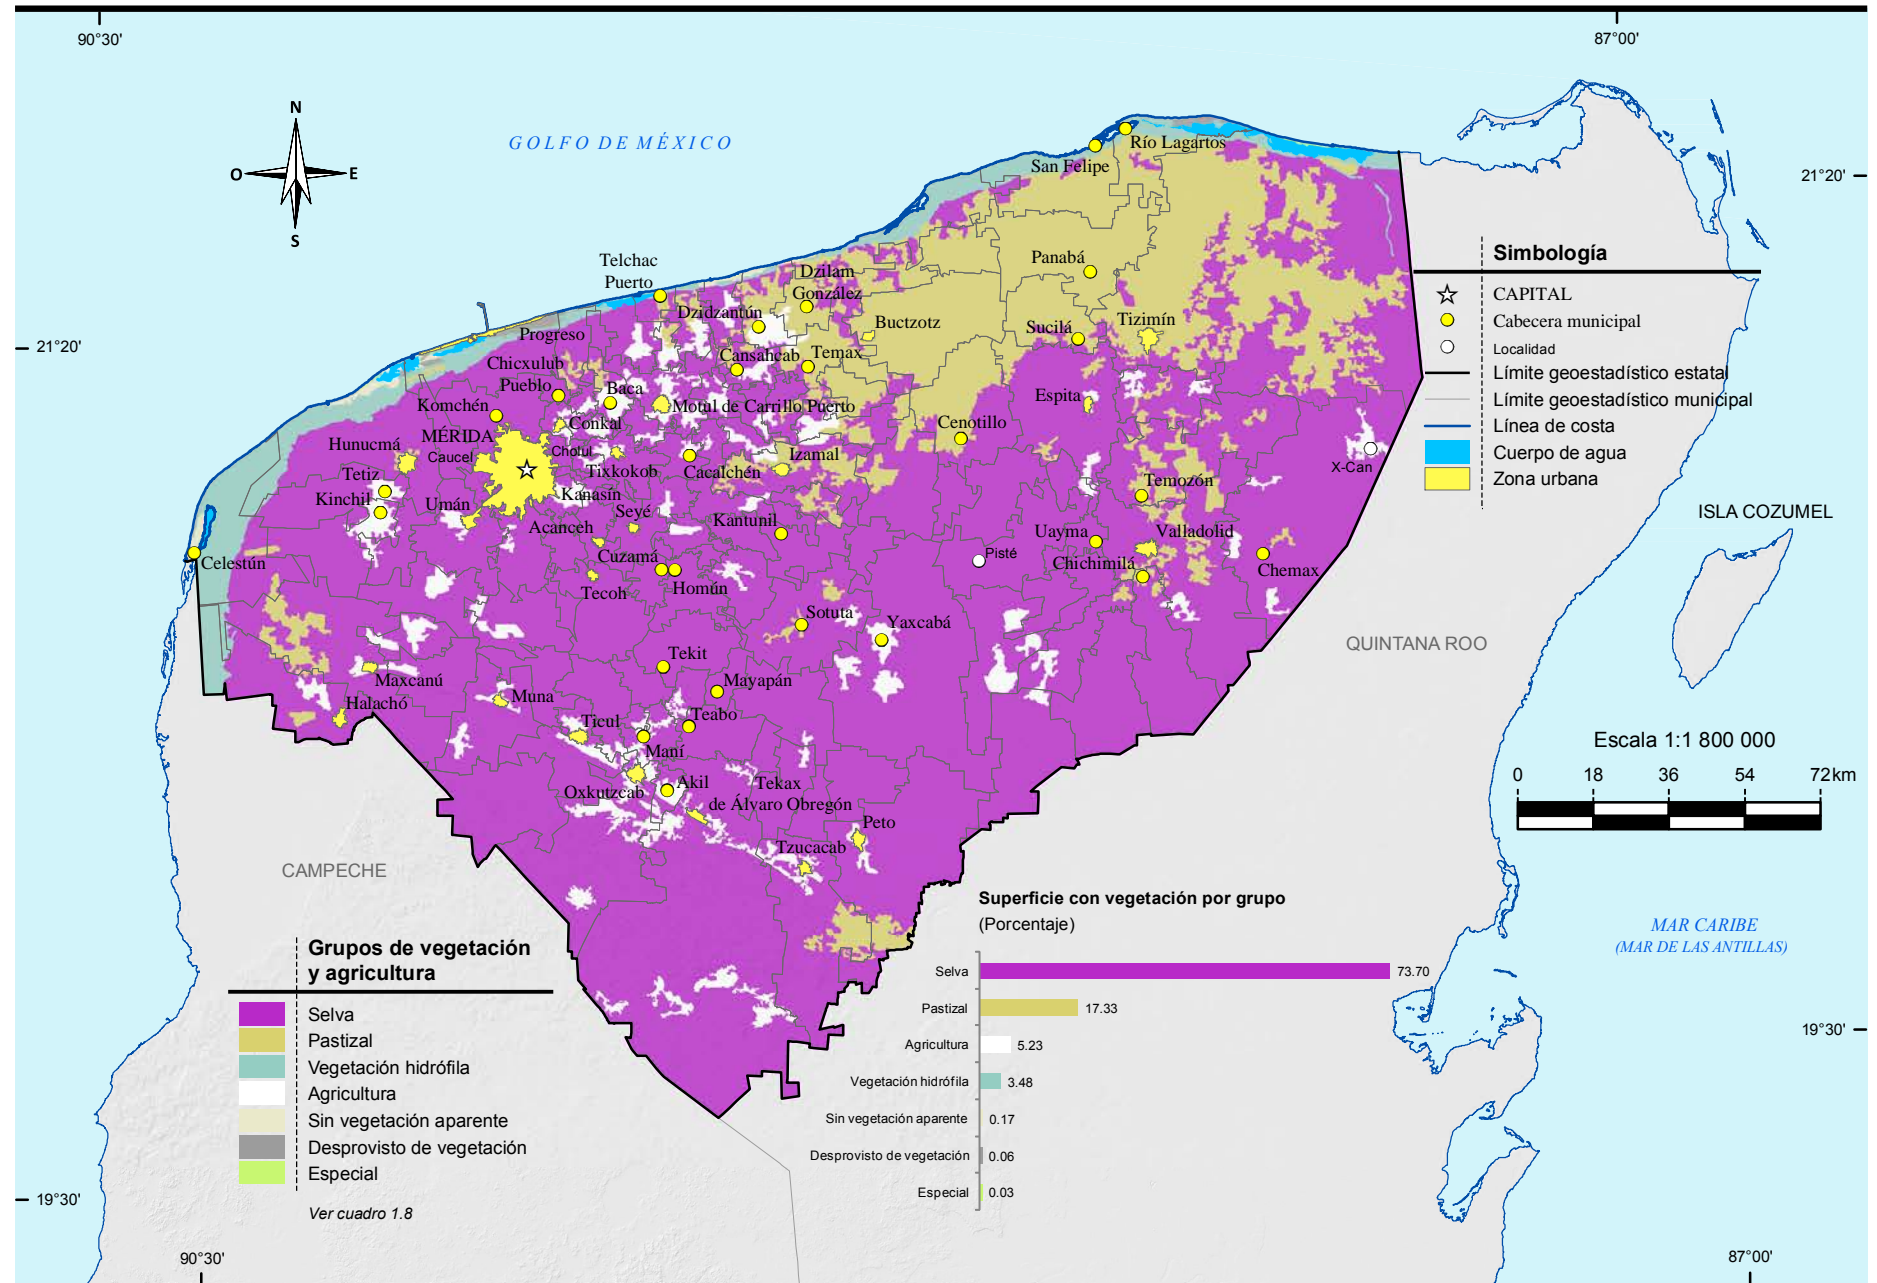 90°30'
87°00'
N
O
E
S
GOLFO DE MÉXICO
21°20'
21°20'
Río Lagartos
San Felipe
Telchac
Puerto
Panabá
Dzilam
González
Dzidzantún
Buctzotz
Sucilá
Tizimín
Progreso
Chicxulub
Pueblo
Cansahcab
Temax
Baca
Espita
Komchén
Motul de Carrillo Puerto
Conkal
Cenotillo
MÉRIDA
Hunucmá
Caucel
Cholul
Izamal
Tixkokob
Cacalchén
Tetiz
Kinchil
Umán
Kanasín
Temozón
X-Can
Acanceh
Seyé
Kantunil
Uayma
Valladolid
Cuzamá
Pisté
Chichimilá
Chemax
Celestún
Tecoh
Homún
Sotuta
Yaxcabá
Tekit
Maxcanú
Mayapán
Halachó
Muna
Ticul
Teabo
Maní
Oxkutzcab
Akil
Tekax
de Álvaro Obregón
Peto
Tzucacab
Simbología
CAPITAL
Cabecera municipal
Localidad
Límite geoestadístico estatal
Límite geoestadístico municipal
Línea de costa
Cuerpo de agua
Zona urbana
ISLA COZUMEL
QUINTANA ROO
Escala 1:1 800 000
0 18 36 54 72 km
CAMPECHE
MAR CARIBE
(MAR DE LAS ANTILLAS)
Grupos de vegetación
y agricultura
Selva
Pastizal
Vegetación hidrófila
Agricultura
Sin vegetación aparente
Desprovisto de vegetación
Especial
Ver cuadro 1.8
Superficie con vegetación por grupo
(Porcentaje)
Selva 73.70
Pastizal 17.33
Agricultura 5.23
Vegetación hidrófila 3.48
Sin vegetación aparente 0.17
Desprovisto de vegetación 0.06
Especial 0.03
19°30'
19°30'
90°30'
87°00'